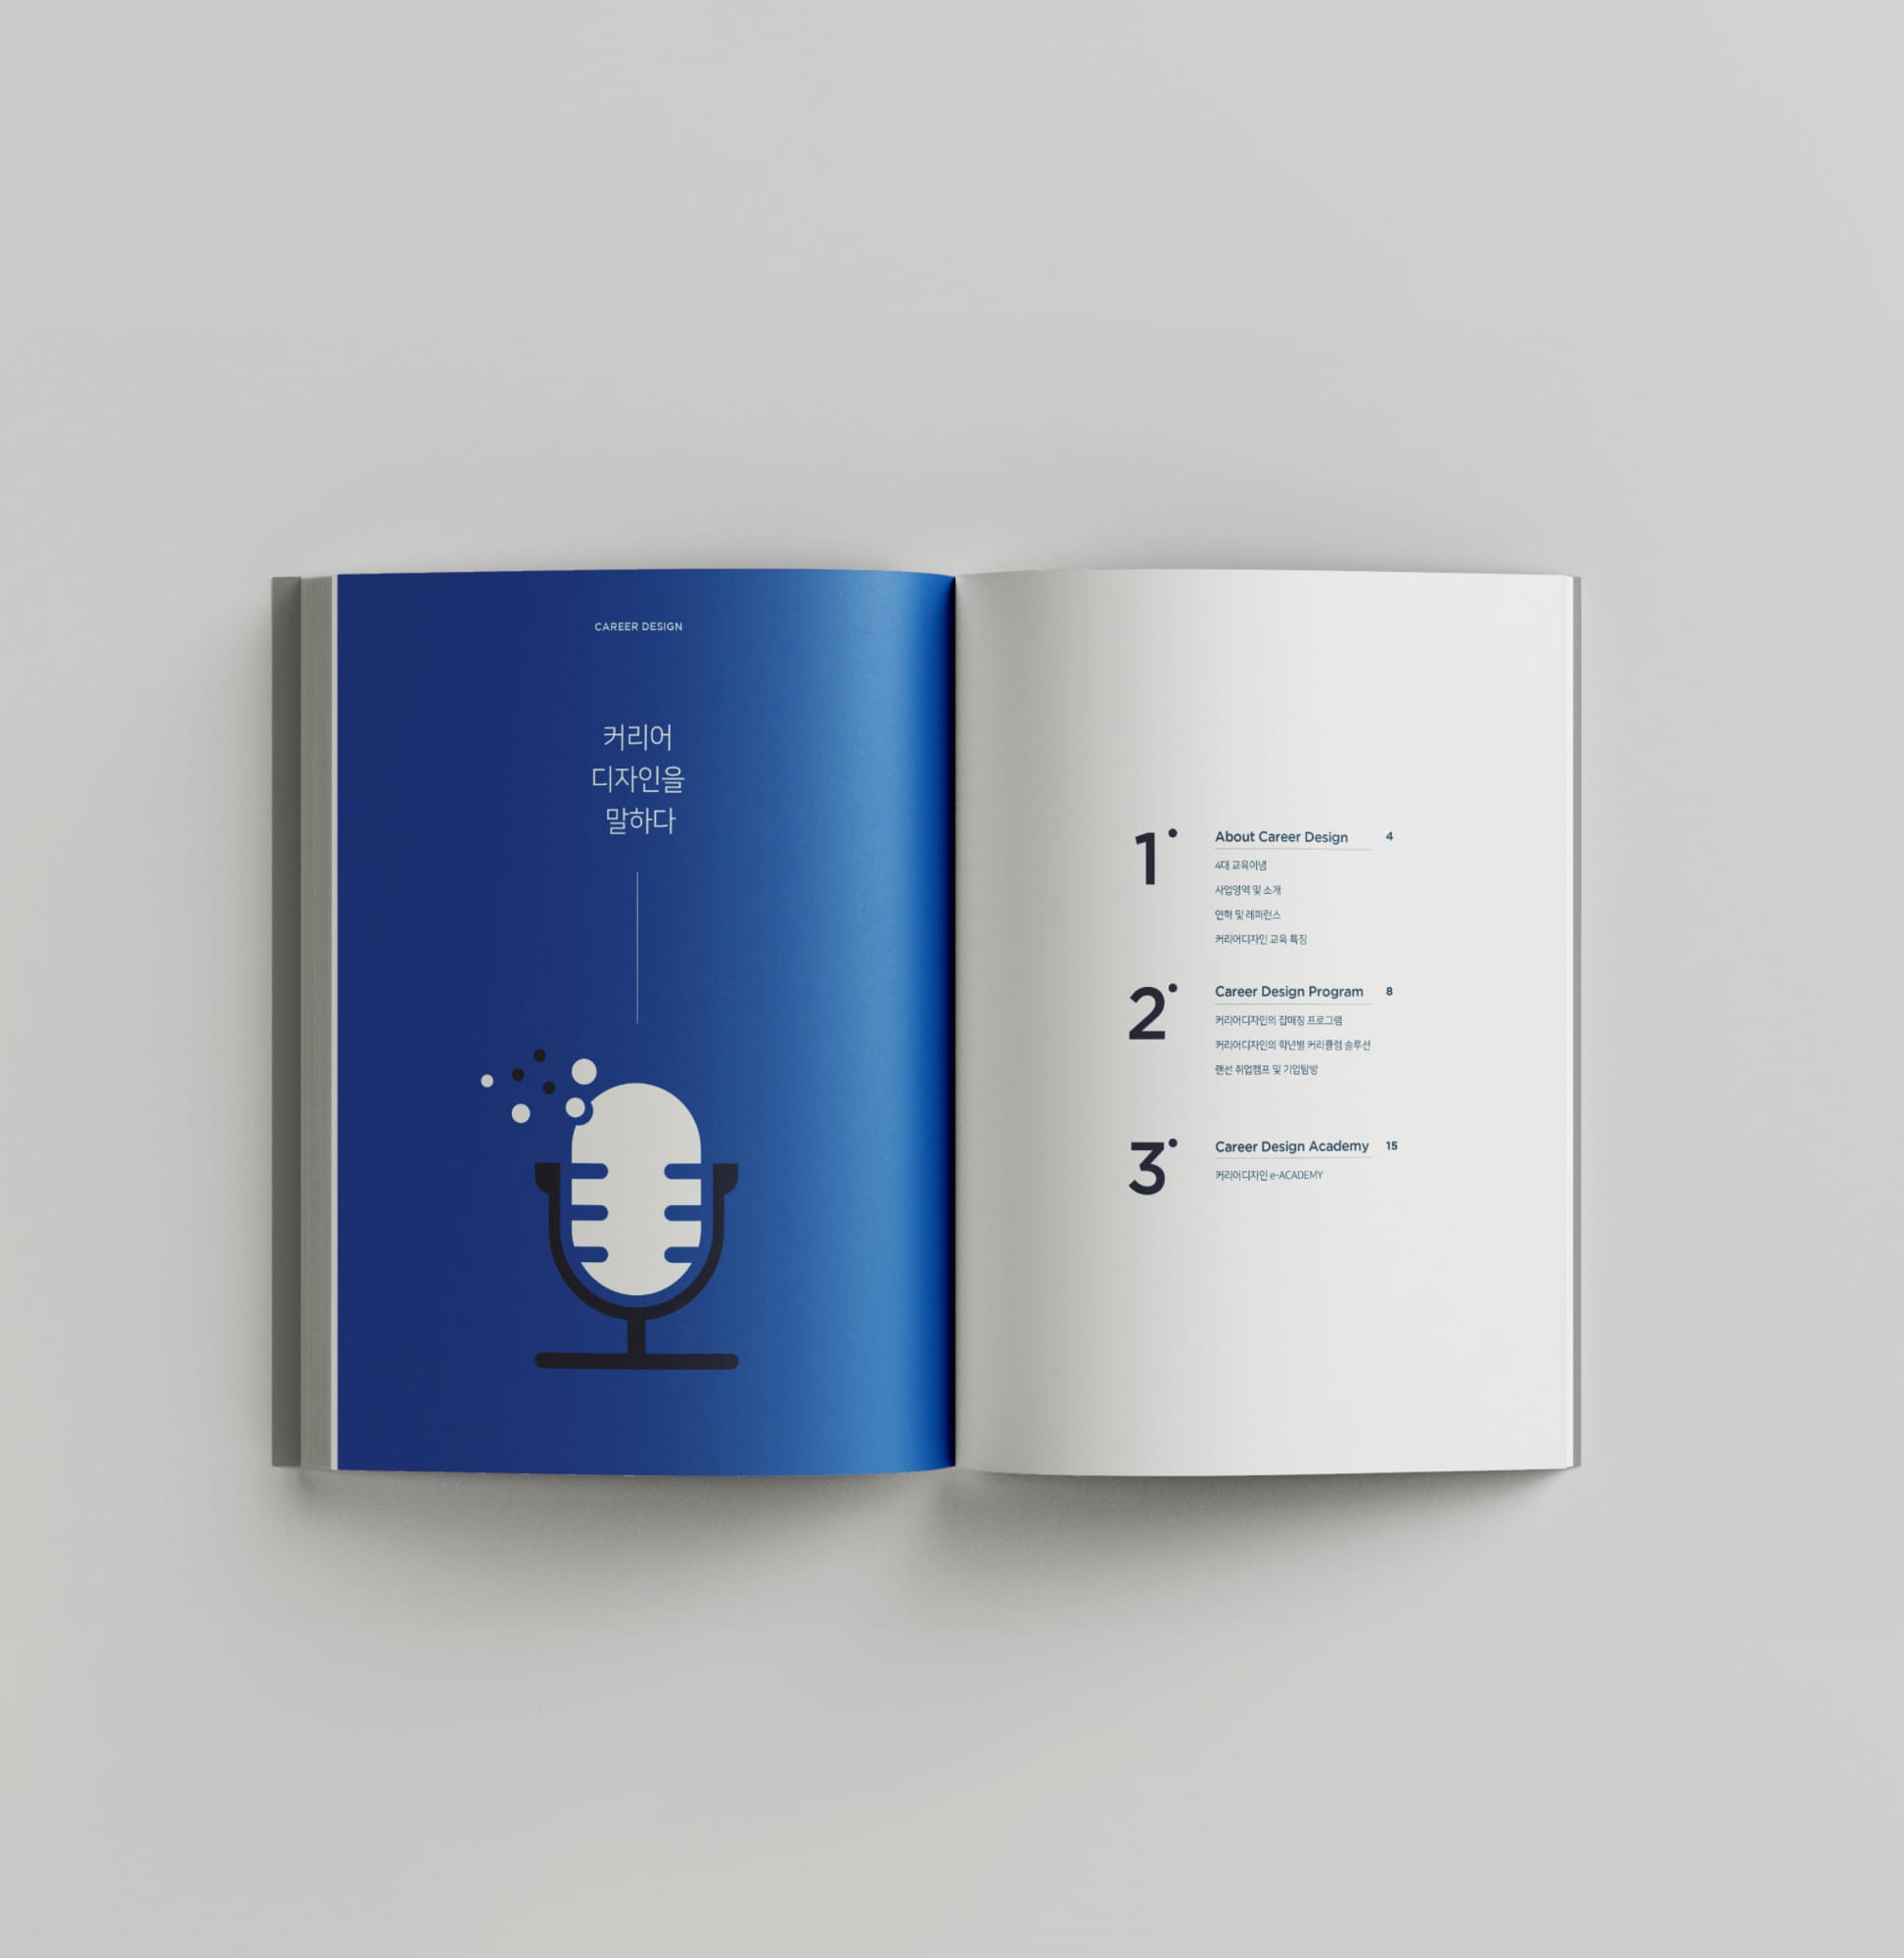 CAREER DESIGN
커리어
디자인을
말하다
1
About Career Design 4
4대 교육이념
사업영역 및 소개
연혁 및 레퍼런스
커리어디자인 교육 특징
2
Career Design Program 8
커리어디자인의 잡매칭 프로그램
커리어디자인의 학년별 커리큘럼 솔루션
랜선 취업캠프 및 기업탐방
3
Career Design Academy 15
커리어디자인 e-ACADEMY